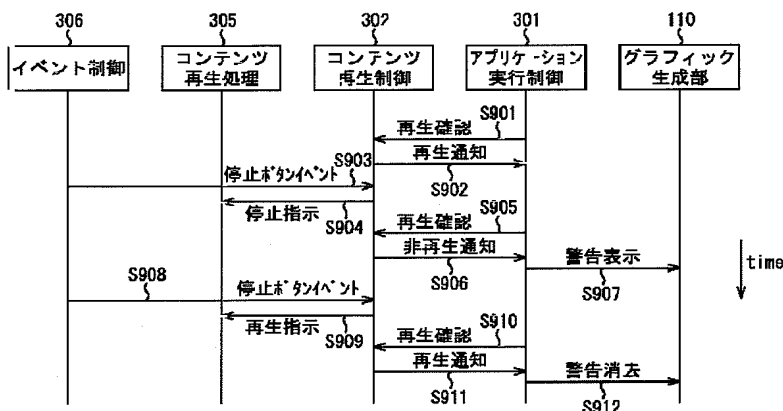 306
305
302
301
110
イベント制御
コンテンツ
再生処理
コンテンツ
再生制御
アプリケーション
実行制御
グラフィック
生成部
S901
再生確認
再生通知
S902
S903
停止ボタンイベント
停止指示
S904
S905
再生確認
非再生通知
S906
警告表示
S907
time
S908
停止ボタンイベント
再生指示
S909
S910
再生確認
再生通知
S911
警告消去
S912